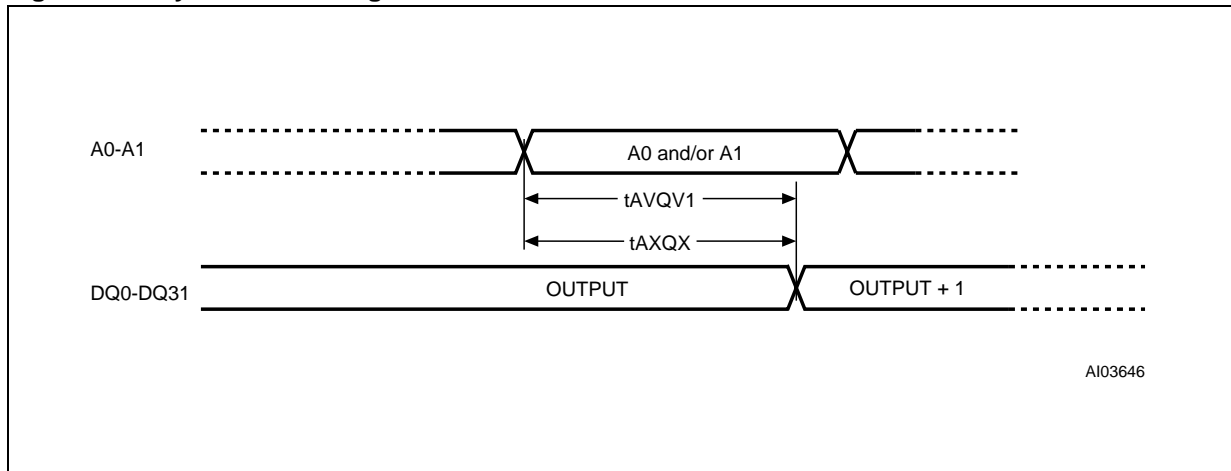 A0-A1
A0 and/or A1
tAVQV1
tAXQX
DQ0-DQ31
OUTPUT
OUTPUT + 1
AI03646